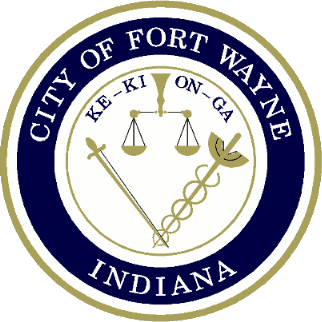 CITY OF FORT WAYNE
KE-KI ON-GA
INDIANA